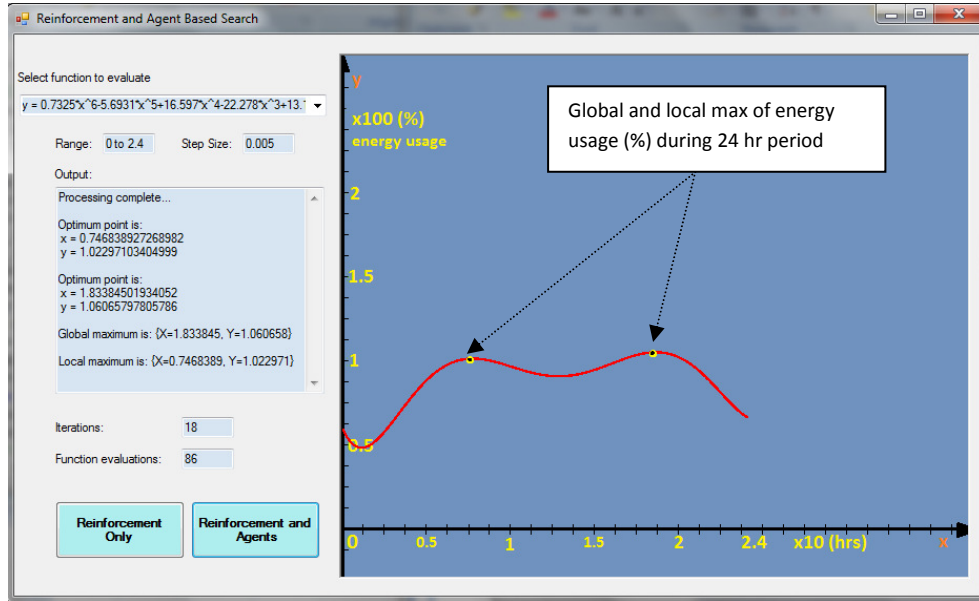 Reinforcement and Agent Based Search
Select function to evaluate
y = 0.7325*x^6-5.6931*x^5+16.597*x^4-22.278*x^3+13.1
Range: 0 to 2.4 Step Size: 0.005
Output:
Processing complete...
Optimum point is:
x = 0.746838927268982
y = 1.02297103404999
Optimum point is:
x = 1.83384501934052
y = 1.06065797805786
Global maximum is: {X=1.833845, Y=1.060658}
Local maximum is: {X=0.7468389, Y=1.022971}
Iterations: 18
Function evaluations: 86
Reinforcement
Only
Reinforcement and
Agents
y
x100 (%)
energy usage
Global and local max of energy
usage (%) during 24 hr period
2
1.5
1
0.5
0 0.5 1 1.5 2 2.4 x10 (hrs) x